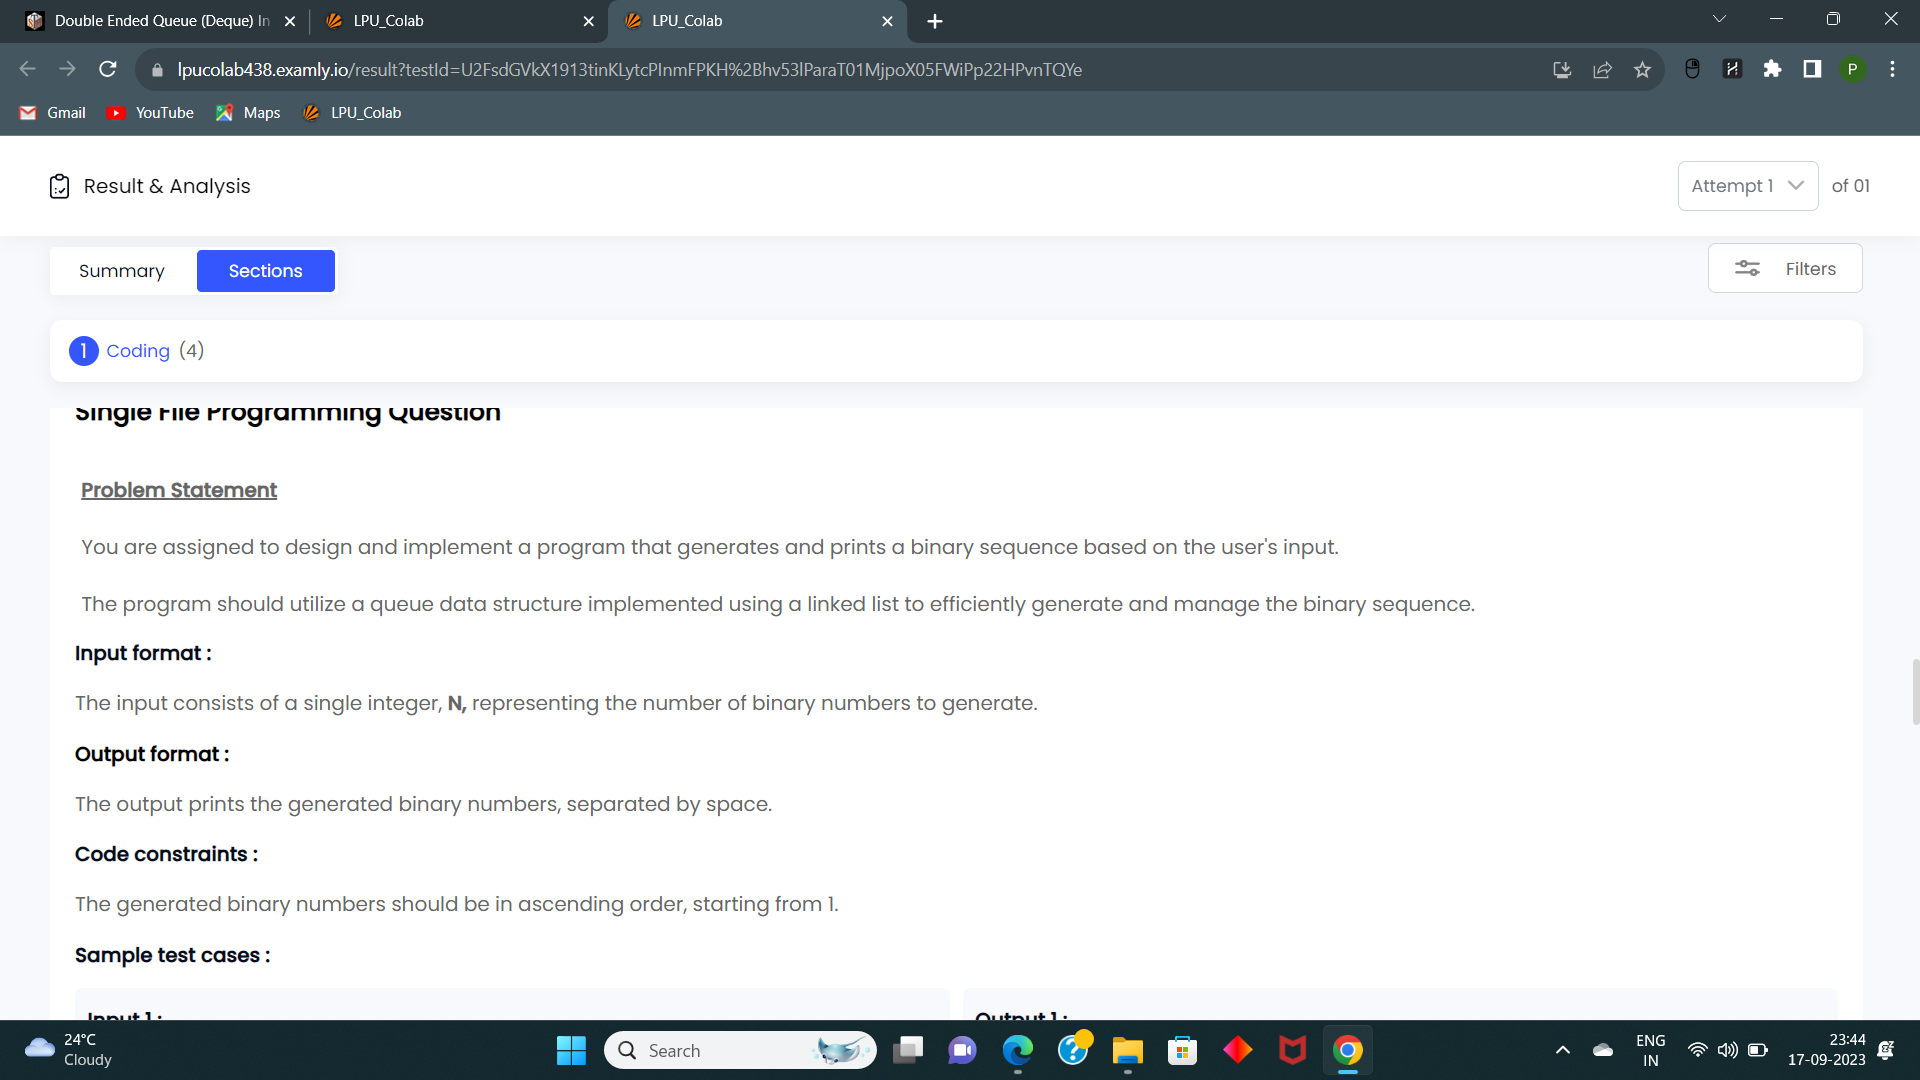 Double Ended Queue (Deque) In
LPU_Colab
LPU_Colab
lpucolab438.examly.io/result?testId=U2FsdGVkX1913tinKLytcPInmFPKH%2Bhv53lParaT01MjpoX05FWiPp22HPvnTQYe
P
Gmail
YouTube
Maps
LPU_Colab
Result & Analysis
Attempt 1
of 01
Summary
Sections
Filters
1 Coding (4)
Single File Programming Question
Problem Statement
You are assigned to design and implement a program that generates and prints a binary sequence based on the user's input.
The program should utilize a queue data structure implemented using a linked list to efficiently generate and manage the binary sequence.
Input format :
The input consists of a single integer, N, representing the number of binary numbers to generate.
Output format :
The output prints the generated binary numbers, separated by space.
Code constraints :
The generated binary numbers should be in ascending order, starting from 1.
Sample test cases :
Input 1 :
Output 1 :
24°C
Cloudy
Search
ENG
IN
23:44
17-09-2023